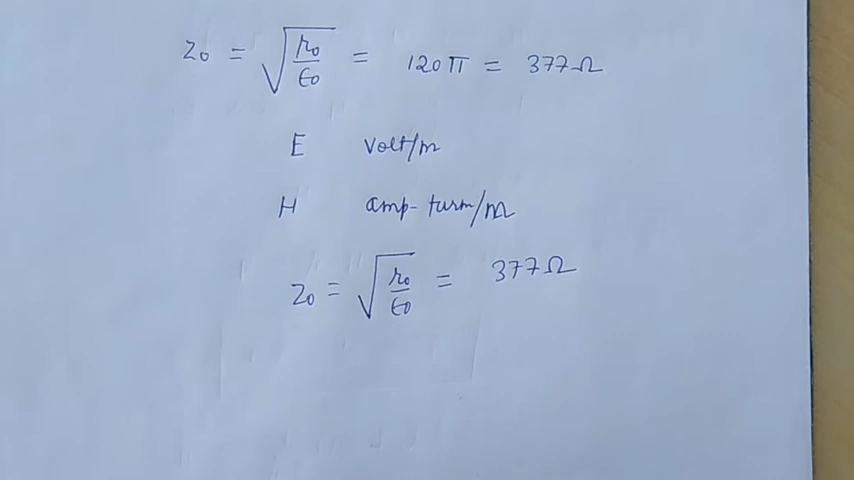 Z₀ = √(μ₀/ε₀) = 120π = 377Ω
E volt/m
H amp-turn/m
Z₀ = √(μ₀/ε₀) = 377Ω